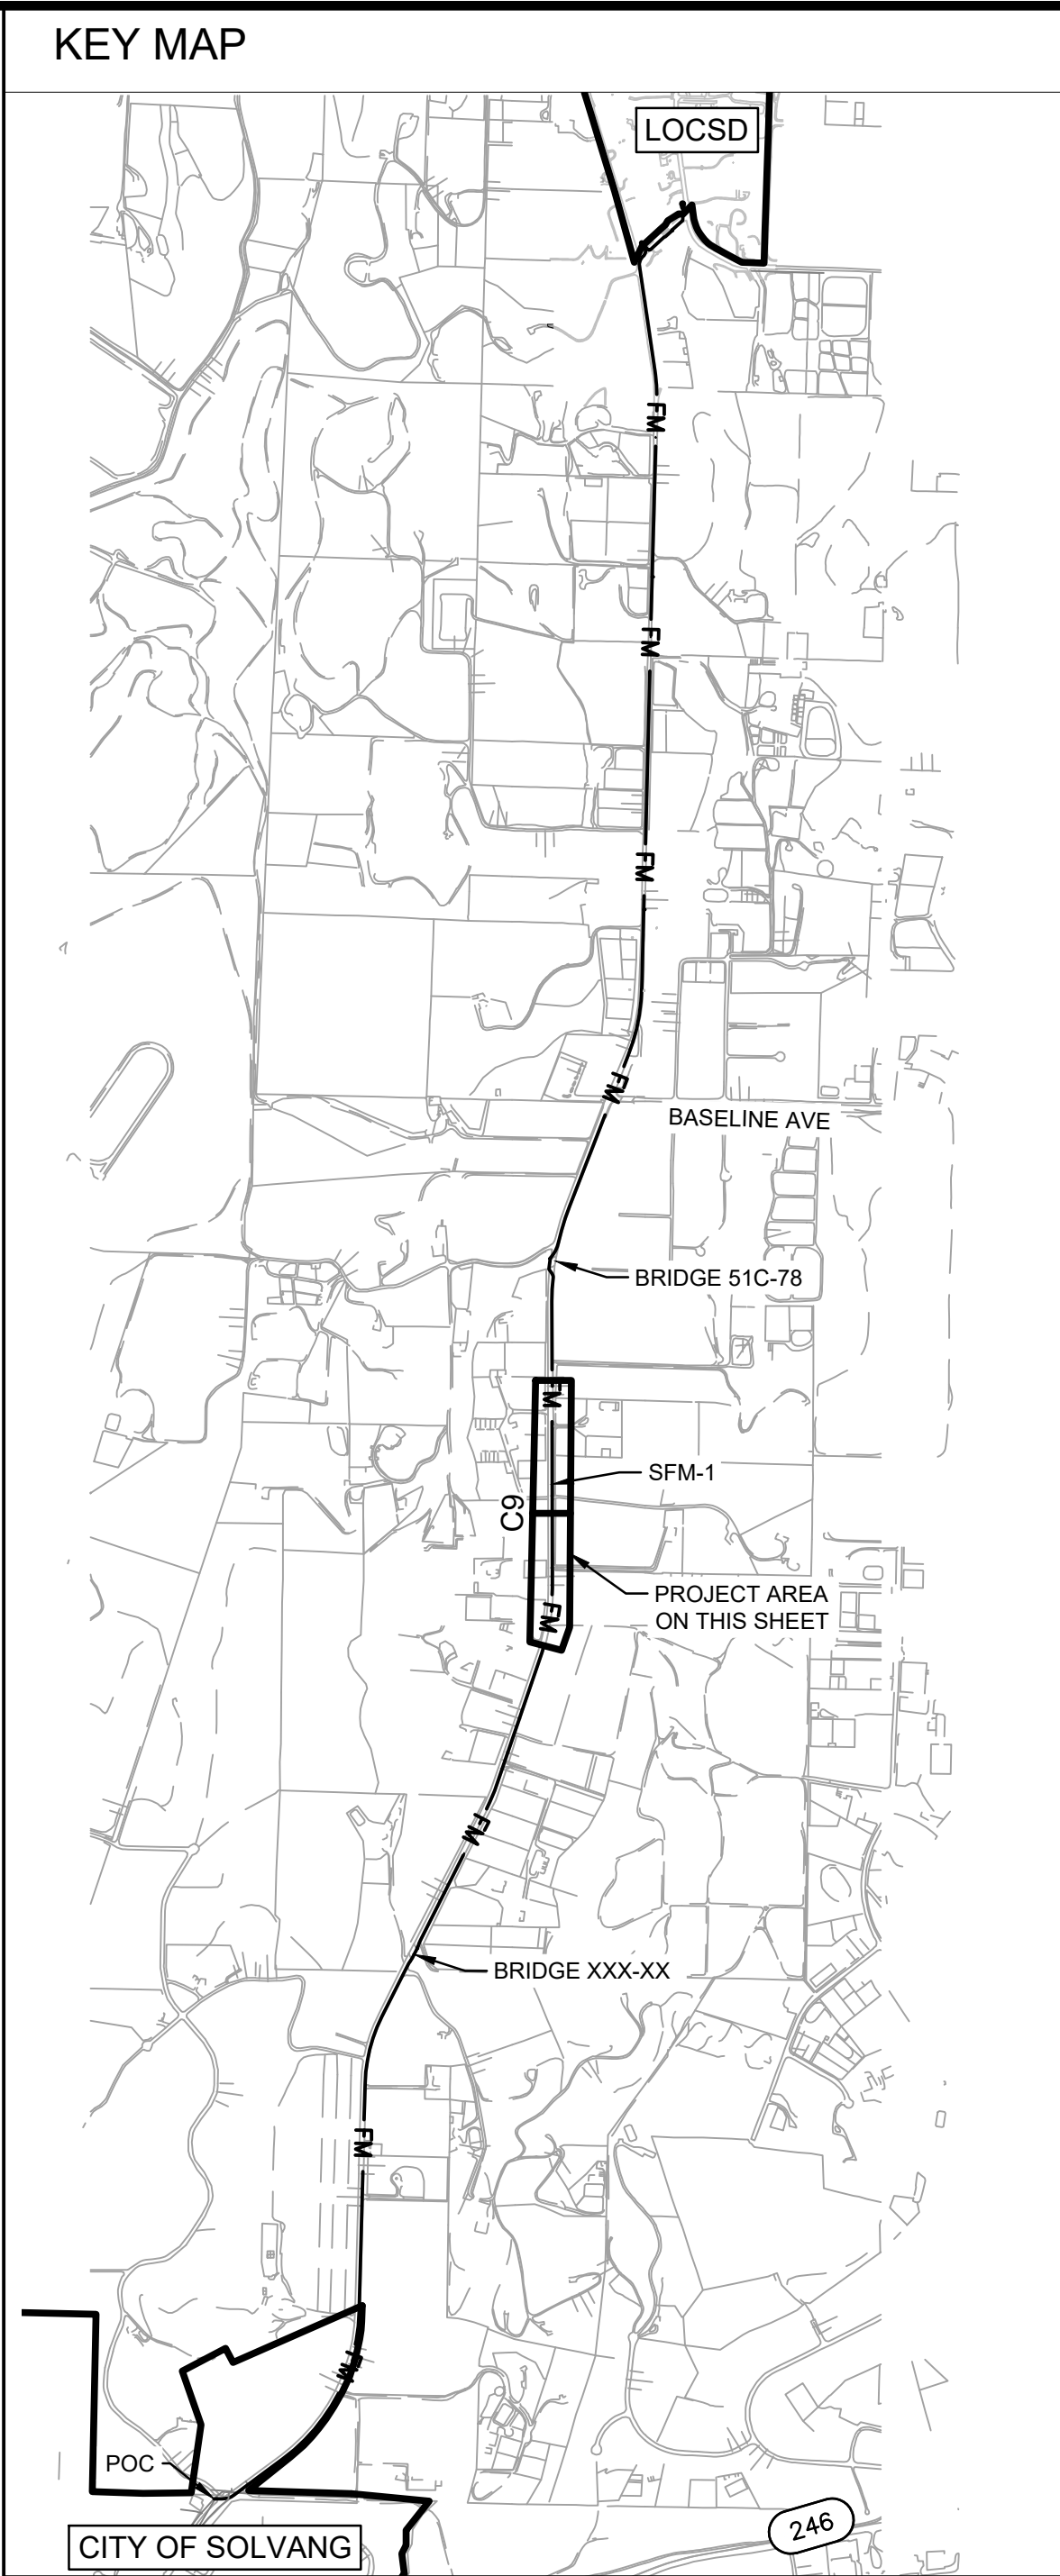 KEY MAP
LOCSD
FM
FM
FM
FM
BASELINE AVE
BRIDGE 51C-78
FM
SFM-1
C9
PROJECT AREA
ON THIS SHEET
FM
FM
BRIDGE XXX-XX
FM
FM
POC
CITY OF SOLVANG
246